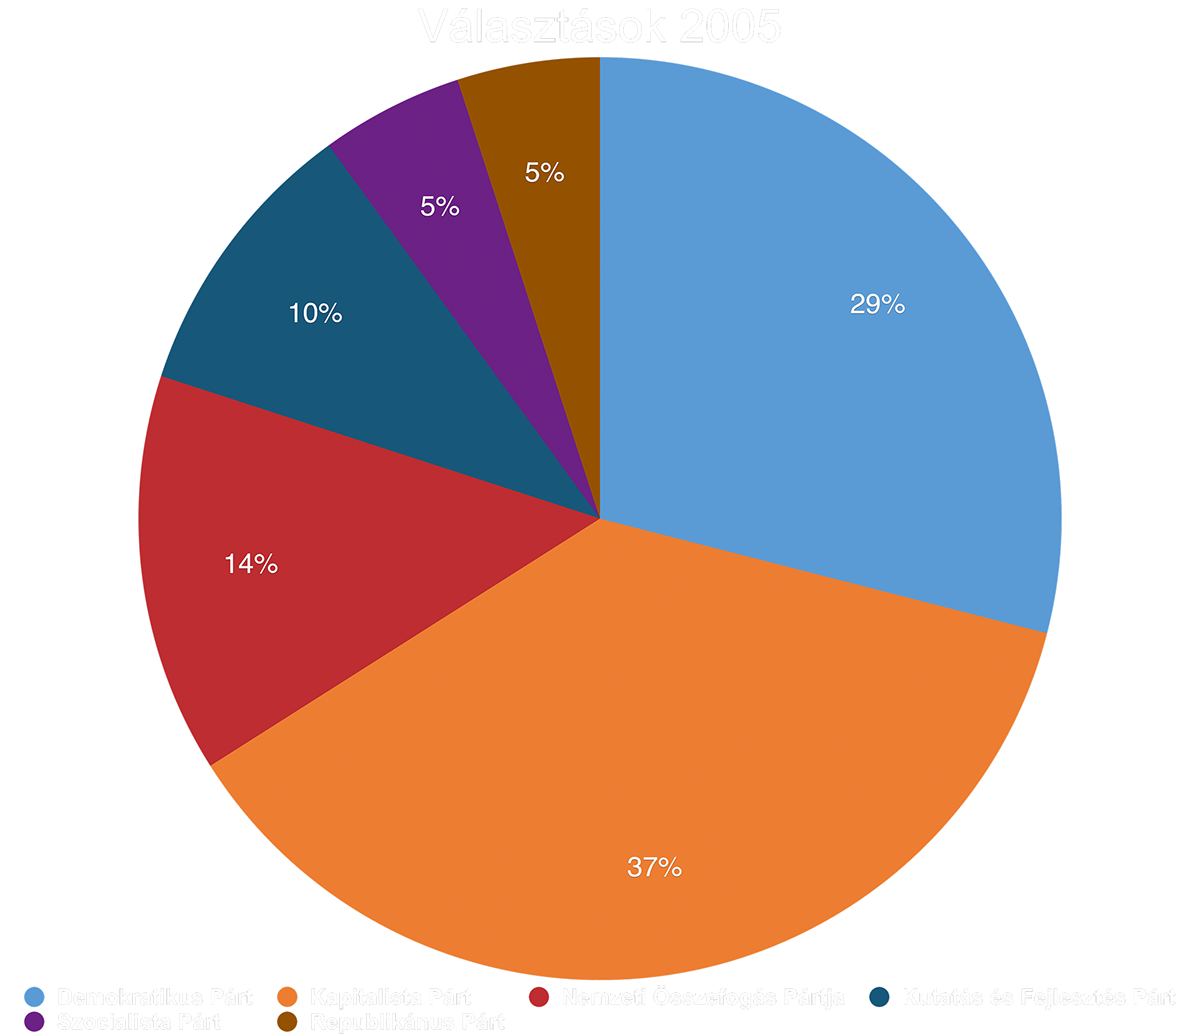 Választások 2005
5%
5%
29%
10%
14%
37%
Demokratikus Párt Kapitalista Párt Nemzeti Összefogás Pártja Kutatás és Fejlesztés Párt
Szocialista Párt Republikánus Párt